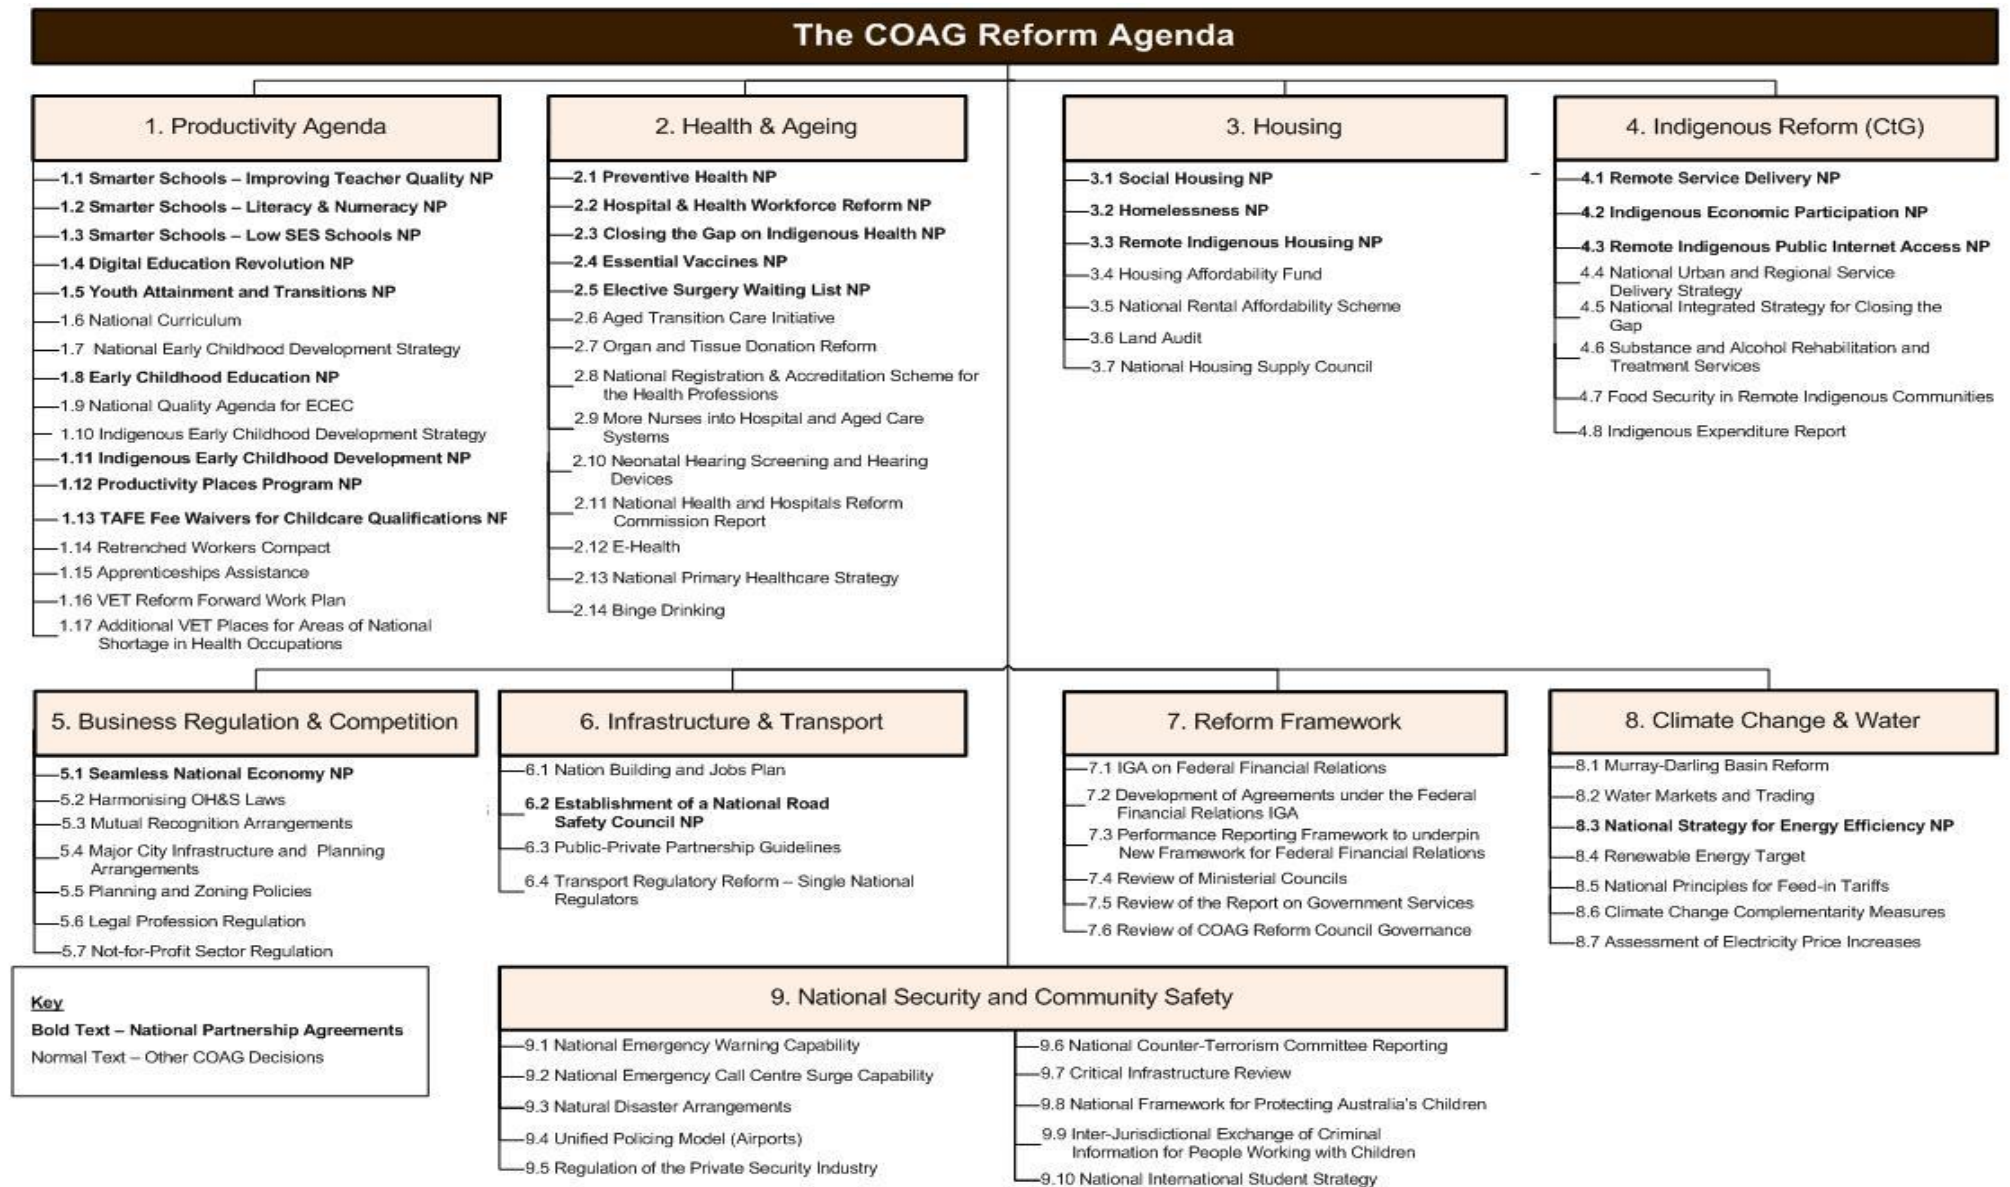 The COAG Reform Agenda
1. Productivity Agenda
1.1 Smarter Schools – Improving Teacher Quality NP
1.2 Smarter Schools – Literacy & Numeracy NP
1.3 Smarter Schools – Low SES Schools NP
1.4 Digital Education Revolution NP
1.5 Youth Attainment and Transitions NP
1.6 National Curriculum
1.7 National Early Childhood Development Strategy
1.8 Early Childhood Education NP
1.9 National Quality Agenda for ECEC
1.10 Indigenous Early Childhood Development Strategy
1.11 Indigenous Early Childhood Development NP
1.12 Productivity Places Program NP
1.13 TAFE Fee Waivers for Childcare Qualifications NP
1.14 Retrenched Workers Compact
1.15 Apprenticeships Assistance
1.16 VET Reform Forward Work Plan
1.17 Additional VET Places for Areas of National
Shortage in Health Occupations
2. Health & Ageing
2.1 Preventive Health NP
2.2 Hospital & Health Workforce Reform NP
2.3 Closing the Gap on Indigenous Health NP
2.4 Essential Vaccines NP
2.5 Elective Surgery Waiting List NP
2.6 Aged Transition Care Initiative
2.7 Organ and Tissue Donation Reform
2.8 National Registration & Accreditation Scheme for
the Health Professions
2.9 More Nurses into Hospital and Aged Care
Systems
2.10 Neonatal Hearing Screening and Hearing
Devices
2.11 National Health and Hospitals Reform
Commission Report
2.12 E-Health
2.13 National Primary Healthcare Strategy
2.14 Binge Drinking
3. Housing
3.1 Social Housing NP
3.2 Homelessness NP
3.3 Remote Indigenous Housing NP
3.4 Housing Affordability Fund
3.5 National Rental Affordability Scheme
3.6 Land Audit
3.7 National Housing Supply Council
4. Indigenous Reform (CtG)
4.1 Remote Service Delivery NP
4.2 Indigenous Economic Participation NP
4.3 Remote Indigenous Public Internet Access NP
4.4 National Urban and Regional Service
Delivery Strategy
4.5 National Integrated Strategy for Closing the
Gap
4.6 Substance and Alcohol Rehabilitation and
Treatment Services
4.7 Food Security in Remote Indigenous Communities
4.8 Indigenous Expenditure Report
5. Business Regulation & Competition
5.1 Seamless National Economy NP
5.2 Harmonising OH&S Laws
5.3 Mutual Recognition Arrangements
5.4 Major City Infrastructure and Planning
Arrangements
5.5 Planning and Zoning Policies
5.6 Legal Profession Regulation
5.7 Not-for-Profit Sector Regulation
6. Infrastructure & Transport
6.1 Nation Building and Jobs Plan
6.2 Establishment of a National Road
Safety Council NP
6.3 Public-Private Partnership Guidelines
6.4 Transport Regulatory Reform – Single National
Regulators
7. Reform Framework
7.1 IGA on Federal Financial Relations
7.2 Development of Agreements under the Federal
Financial Relations IGA
7.3 Performance Reporting Framework to underpin
New Framework for Federal Financial Relations
7.4 Review of Ministerial Councils
7.5 Review of the Report on Government Services
7.6 Review of COAG Reform Council Governance
8. Climate Change & Water
8.1 Murray-Darling Basin Reform
8.2 Water Markets and Trading
8.3 National Strategy for Energy Efficiency NP
8.4 Renewable Energy Target
8.5 National Principles for Feed-in Tariffs
8.6 Climate Change Complementarity Measures
8.7 Assessment of Electricity Price Increases
Key
Bold Text – National Partnership Agreements
Normal Text – Other COAG Decisions
9. National Security and Community Safety
9.1 National Emergency Warning Capability
9.2 National Emergency Call Centre Surge Capability
9.3 Natural Disaster Arrangements
9.4 Unified Policing Model (Airports)
9.5 Regulation of the Private Security Industry
9.6 National Counter-Terrorism Committee Reporting
9.7 Critical Infrastructure Review
9.8 National Framework for Protecting Australia's Children
9.9 Inter-Jurisdictional Exchange of Criminal
Information for People Working with Children
9.10 National International Student Strategy